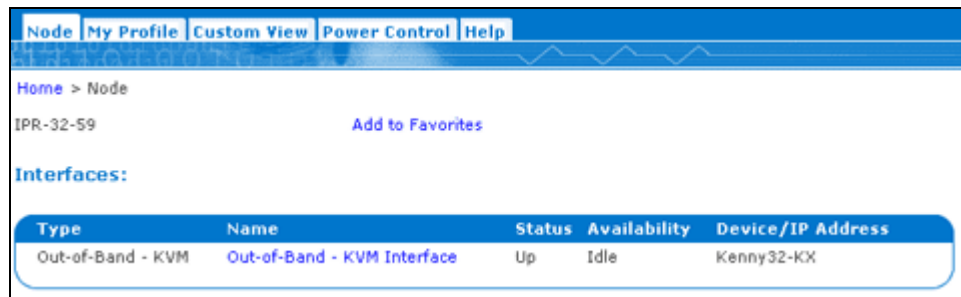 Node My Profile Custom View Power Control Help
Home > Node
IPR-32-59 Add to Favorites
Interfaces:
Type Name Status Availability Device/IP Address
Out-of-Band - KVM Out-of-Band - KVM Interface Up Idle Kenny32-KX